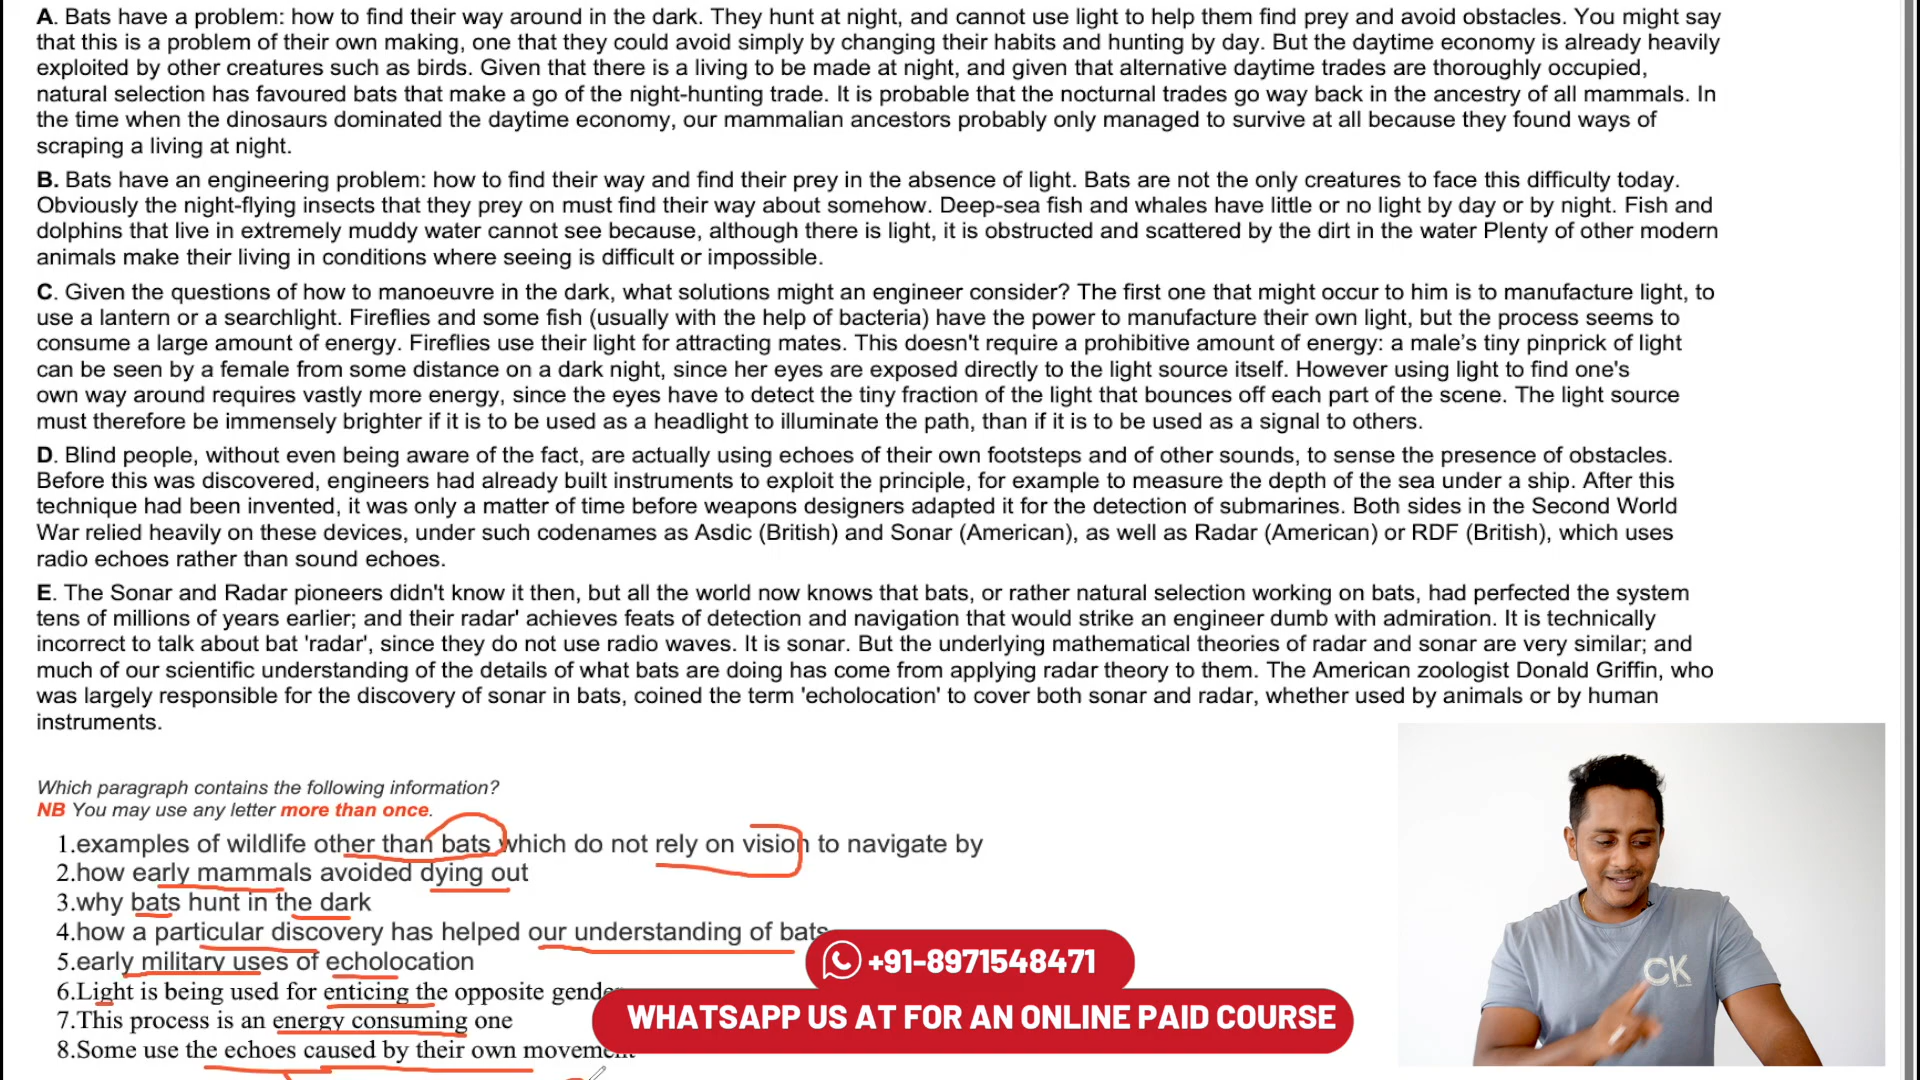 A. Bats have a problem: how to find their way around in the dark. They hunt at night, and cannot use light to help them find prey and avoid obstacles. You might say
that this is a problem of their own making, one that they could avoid simply by changing their habits and hunting by day. But the daytime economy is already heavily
exploited by other creatures such as birds. Given that there is a living to be made at night, and given that alternative daytime trades are thoroughly occupied,
natural selection has favoured bats that make a go of the night-hunting trade. It is probable that the nocturnal trades go way back in the ancestry of all mammals. In
the time when the dinosaurs dominated the daytime economy, our mammalian ancestors probably only managed to survive at all because they found ways of
scraping a living at night.
B. Bats have an engineering problem: how to find their way and find their prey in the absence of light. Bats are not the only creatures to face this difficulty today.
Obviously the night-flying insects that they prey on must find their way about somehow. Deep-sea fish and whales have little or no light by day or by night. Fish and
dolphins that live in extremely muddy water cannot see because, although there is light, it is obstructed and scattered by the dirt in the water Plenty of other modern
animals make their living in conditions where seeing is difficult or impossible.
C. Given the questions of how to manoeuvre in the dark, what solutions might an engineer consider? The first one that might occur to him is to manufacture light, to
use a lantern or a searchlight. Fireflies and some fish (usually with the help of bacteria) have the power to manufacture their own light, but the process seems to
consume a large amount of energy. Fireflies use their light for attracting mates. This doesn't require a prohibitive amount of energy: a male's tiny pinprick of light
can be seen by a female from some distance on a dark night, since her eyes are exposed directly to the light source itself. However using light to find one's
own way around requires vastly more energy, since the eyes have to detect the tiny fraction of the light that bounces off each part of the scene. The light source
must therefore be immensely brighter if it is to be used as a headlight to illuminate the path, than if it is to be used as a signal to others.
D. Blind people, without even being aware of the fact, are actually using echoes of their own footsteps and of other sounds, to sense the presence of obstacles.
Before this was discovered, engineers had already built instruments to exploit the principle, for example to measure the depth of the sea under a ship. After this
technique had been invented, it was only a matter of time before weapons designers adapted it for the detection of submarines. Both sides in the Second World
War relied heavily on these devices, under such codenames as Asdic (British) and Sonar (American), as well as Radar (American) or RDF (British), which uses
radio echoes rather than sound echoes.
E. The Sonar and Radar pioneers didn't know it then, but all the world now knows that bats, or rather natural selection working on bats, had perfected the system
tens of millions of years earlier; and their radar' achieves feats of detection and navigation that would strike an engineer dumb with admiration. It is technically
incorrect to talk about bat 'radar', since they do not use radio waves. It is sonar. But the underlying mathematical theories of radar and sonar are very similar; and
much of our scientific understanding of the details of what bats are doing has come from applying radar theory to them. The American zoologist Donald Griffin, who
was largely responsible for the discovery of sonar in bats, coined the term 'echolocation' to cover both sonar and radar, whether used by animals or by human
instruments.
Which paragraph contains the following information?
NB You may use any letter more than once.
1.examples of wildlife other than bats which do not rely on vision to navigate by
2.how early mammals avoided dying out
3.why bats hunt in the dark
4.how a particular discovery has helped our understanding of bats
5.early military uses of echolocation
6.Light is being used for enticing the opposite gender
7.This process is an energy consuming one
8.Some use the echoes caused by their own movement
+91-8971548471
WHATSAPP US AT FOR AN ONLINE PAID COURSE
CK